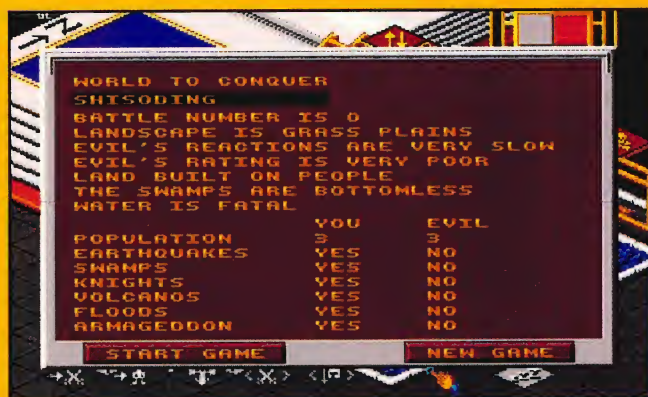 WORLD TO CONQUER
SHISODING
BATTLE NUMBER IS 0
LANDSCAPE IS GRASS PLAINS
EVIL'S REACTIONS ARE VERY SLOW
EVIL'S RATING IS VERY POOR
LAND BUILT ON PEOPLE
THE SWAMPS ARE BOTTOMLESS
WATER IS FATAL
YOU EVIL
POPULATION 3 3
EARTHQUAKES YES NO
SWAMPS YES NO
KNIGHTS YES NO
VOLCANOS YES NO
FLOODS YES NO
ARMAGEDDON YES NO
START GAME NEW GAME